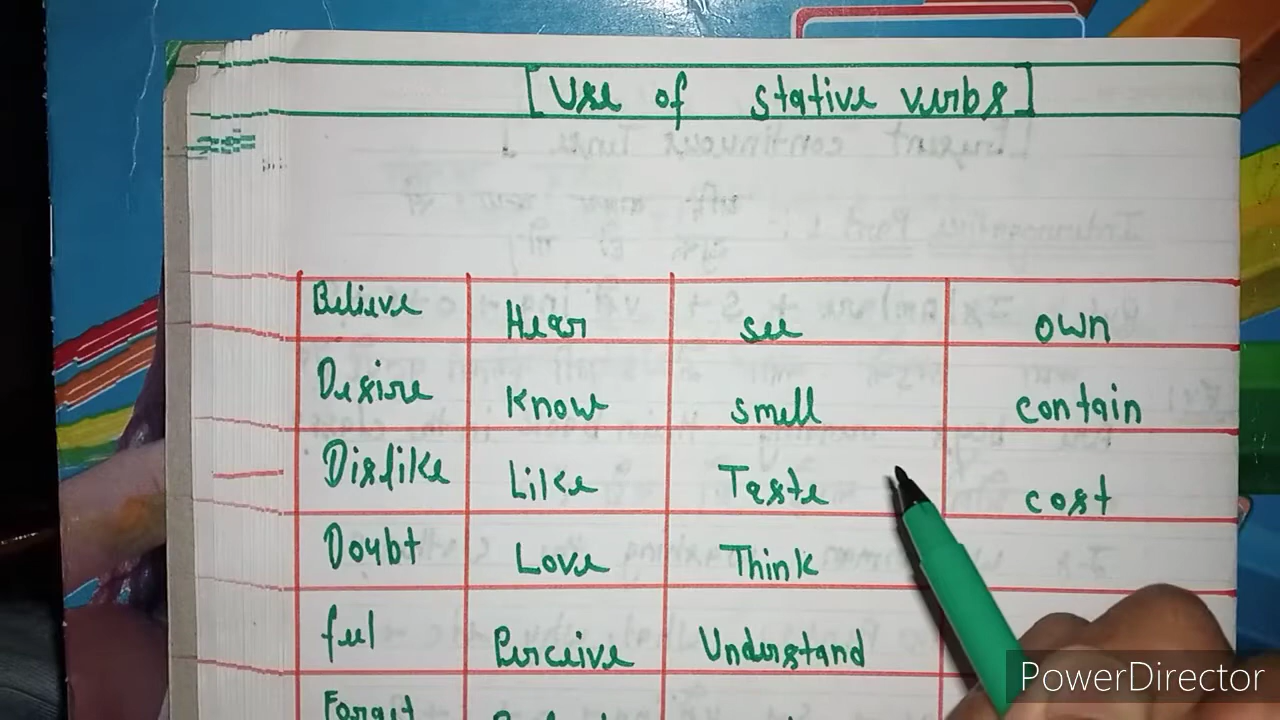 [Use of stative verbs]
Believe Hear see own
Desire know smell contain
Dislike Like Taste cost
Doubt Love Think
feel Perceive Understand
Forget
PowerDirector